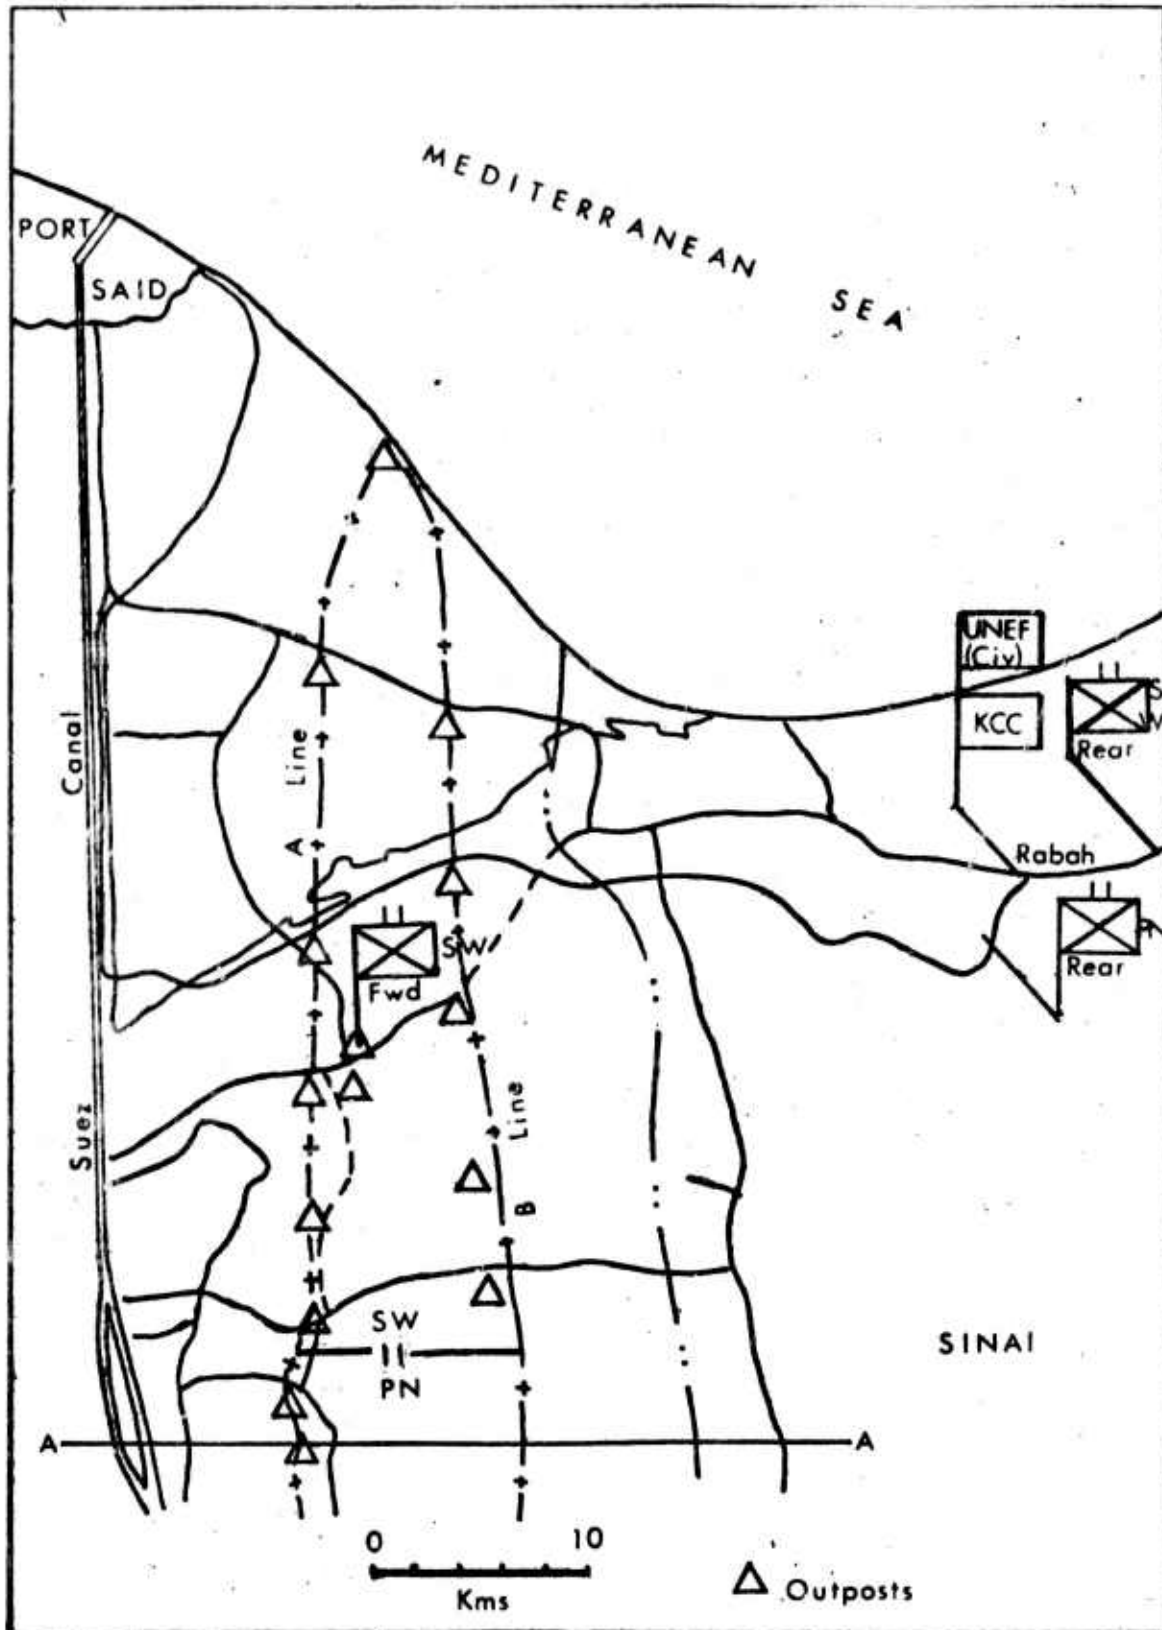 MEDITERRANEAN SEA
PORT
SAID
UNEF
(Civ)
KCC
Rear
Canal
A Line
Rabah
SW
Fwd
Rear
Suez
B Line
SW
PN
SINAI
A
A
0 10
Kms
Outposts